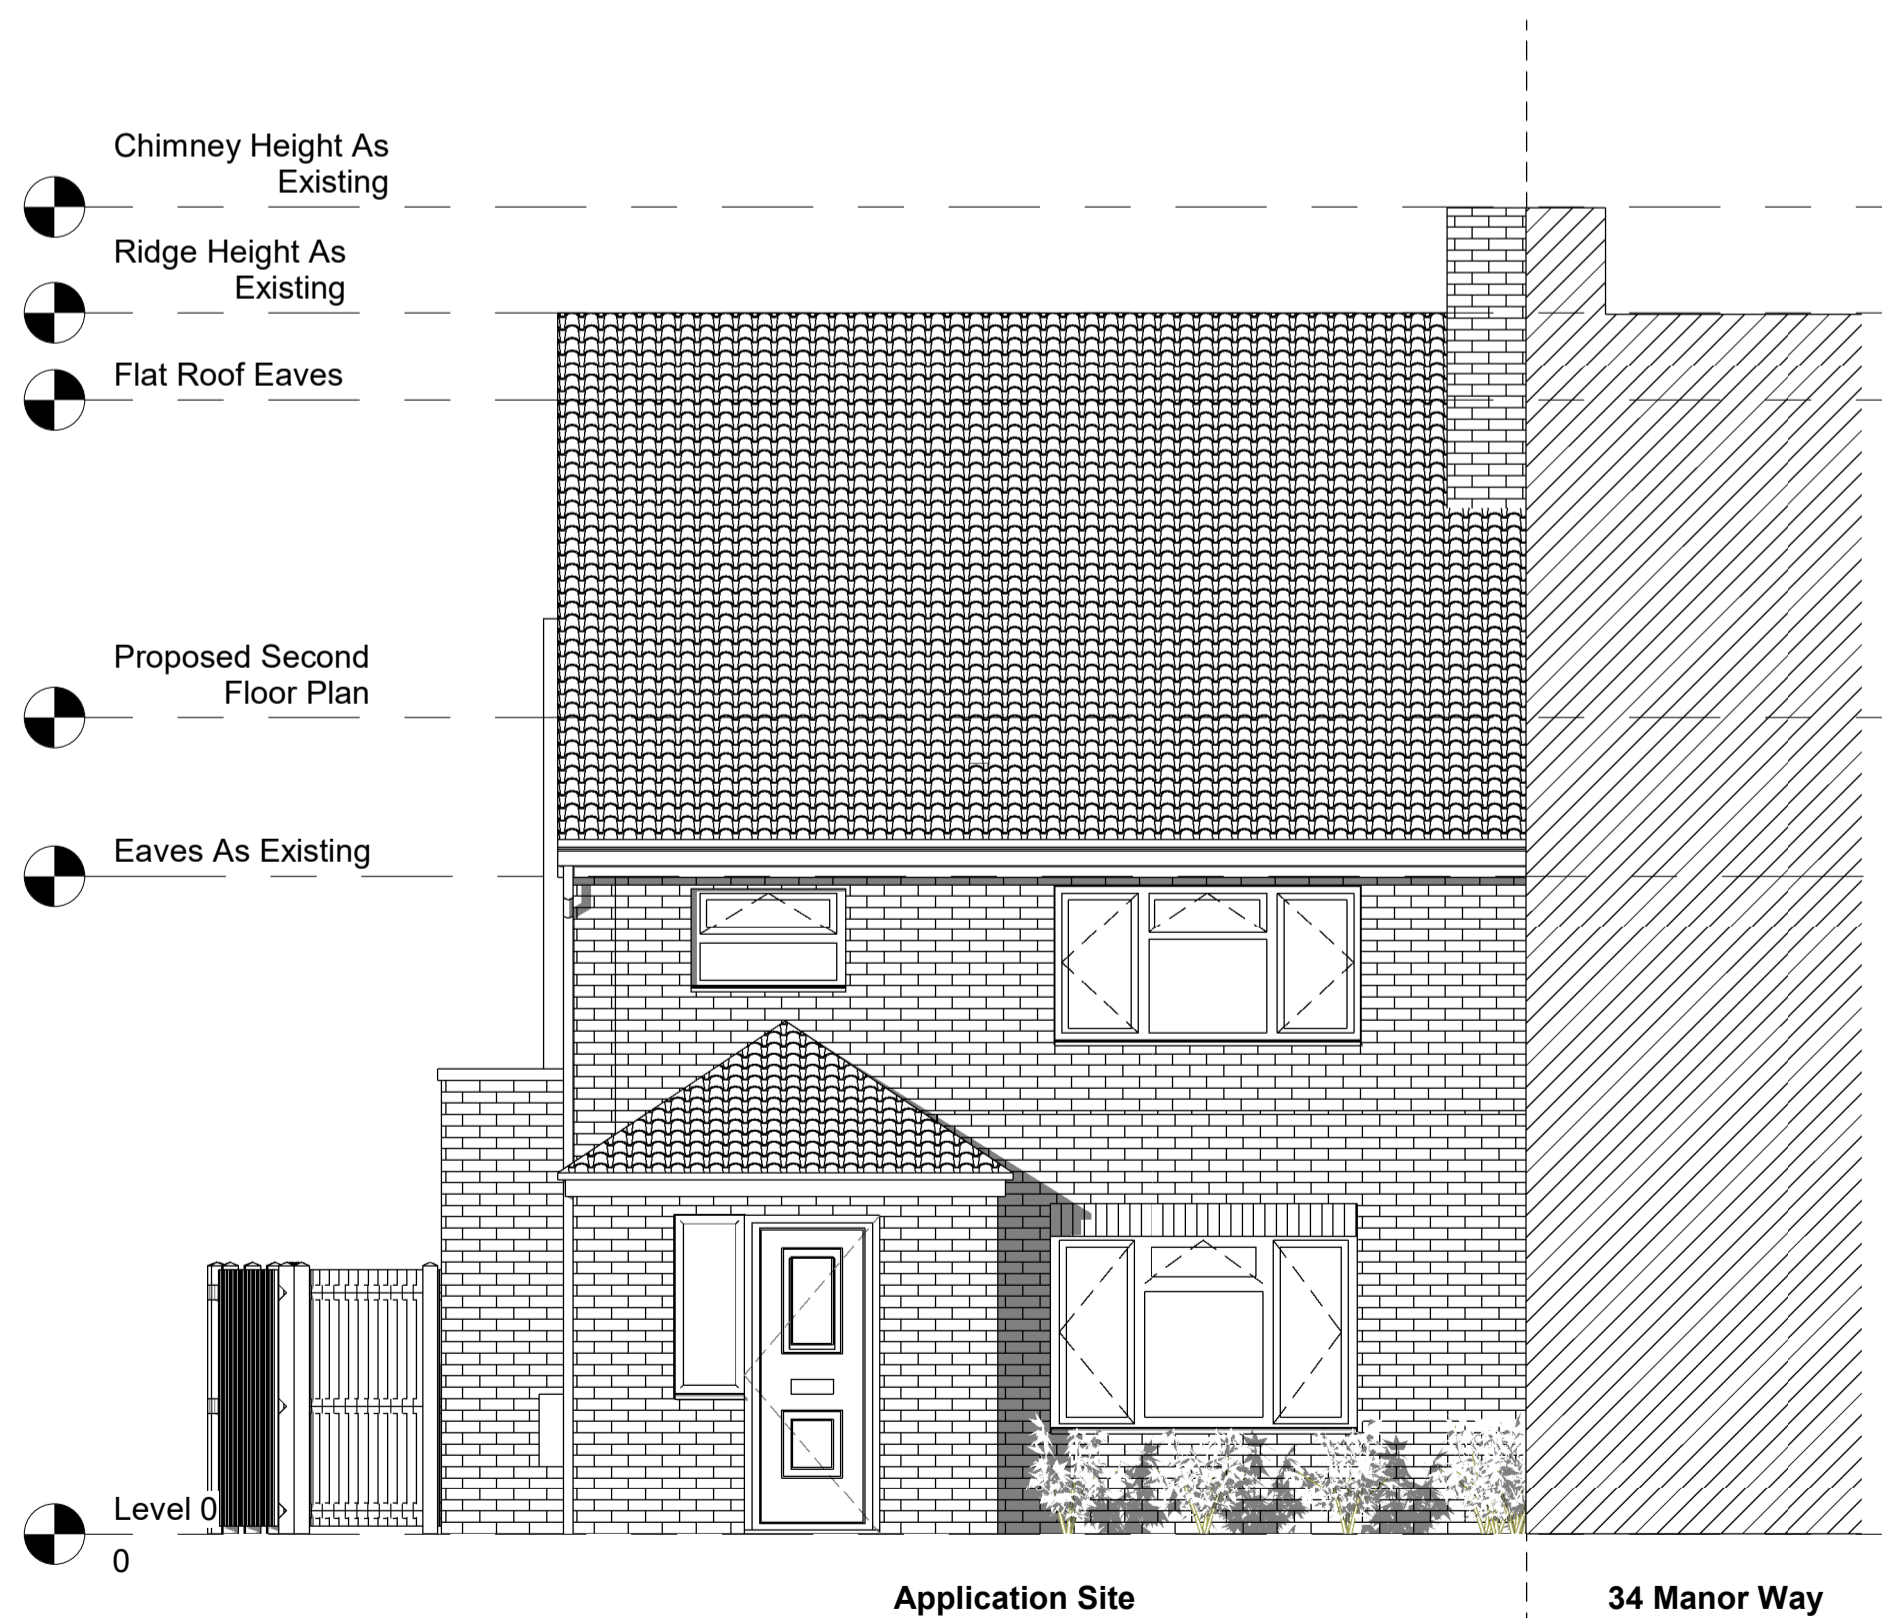 Chimney Height As
Existing
Ridge Height As
Existing
Flat Roof Eaves
Proposed Second
Floor Plan
Eaves As Existing
Level 0
0
Application Site
34 Manor Way